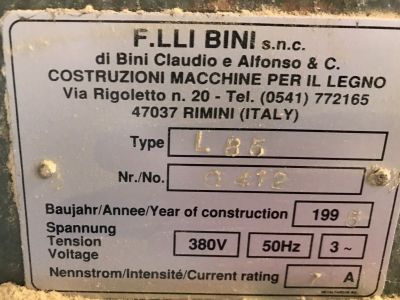 F.LLI BINI s.n.c.
di Bini Claudio e Alfonso & C.
COSTRUZIONI MACCHINE PER IL LEGNO
Via Rigoletto n. 20 - Tel. (0541) 772165
47037 RIMINI (ITALY)
Type L 85
Nr./No. 412
Baujahr/Annee/Year of construction 1995
Spannung
Tension 380V 50Hz 3~
Voltage
Nennstrom/Intensité/Current rating A